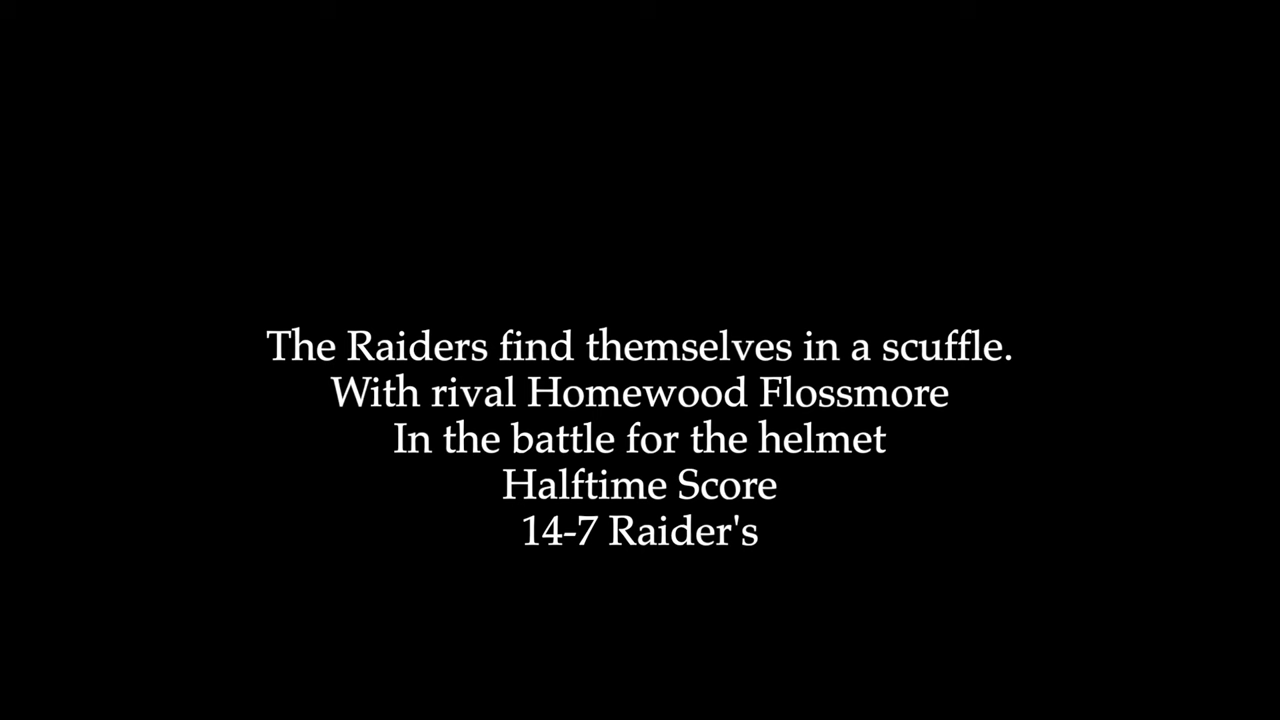 The Raiders find themselves in a scuffle.
With rival Homewood Flossmore
In the battle for the helmet
Halftime Score
14-7 Raider's